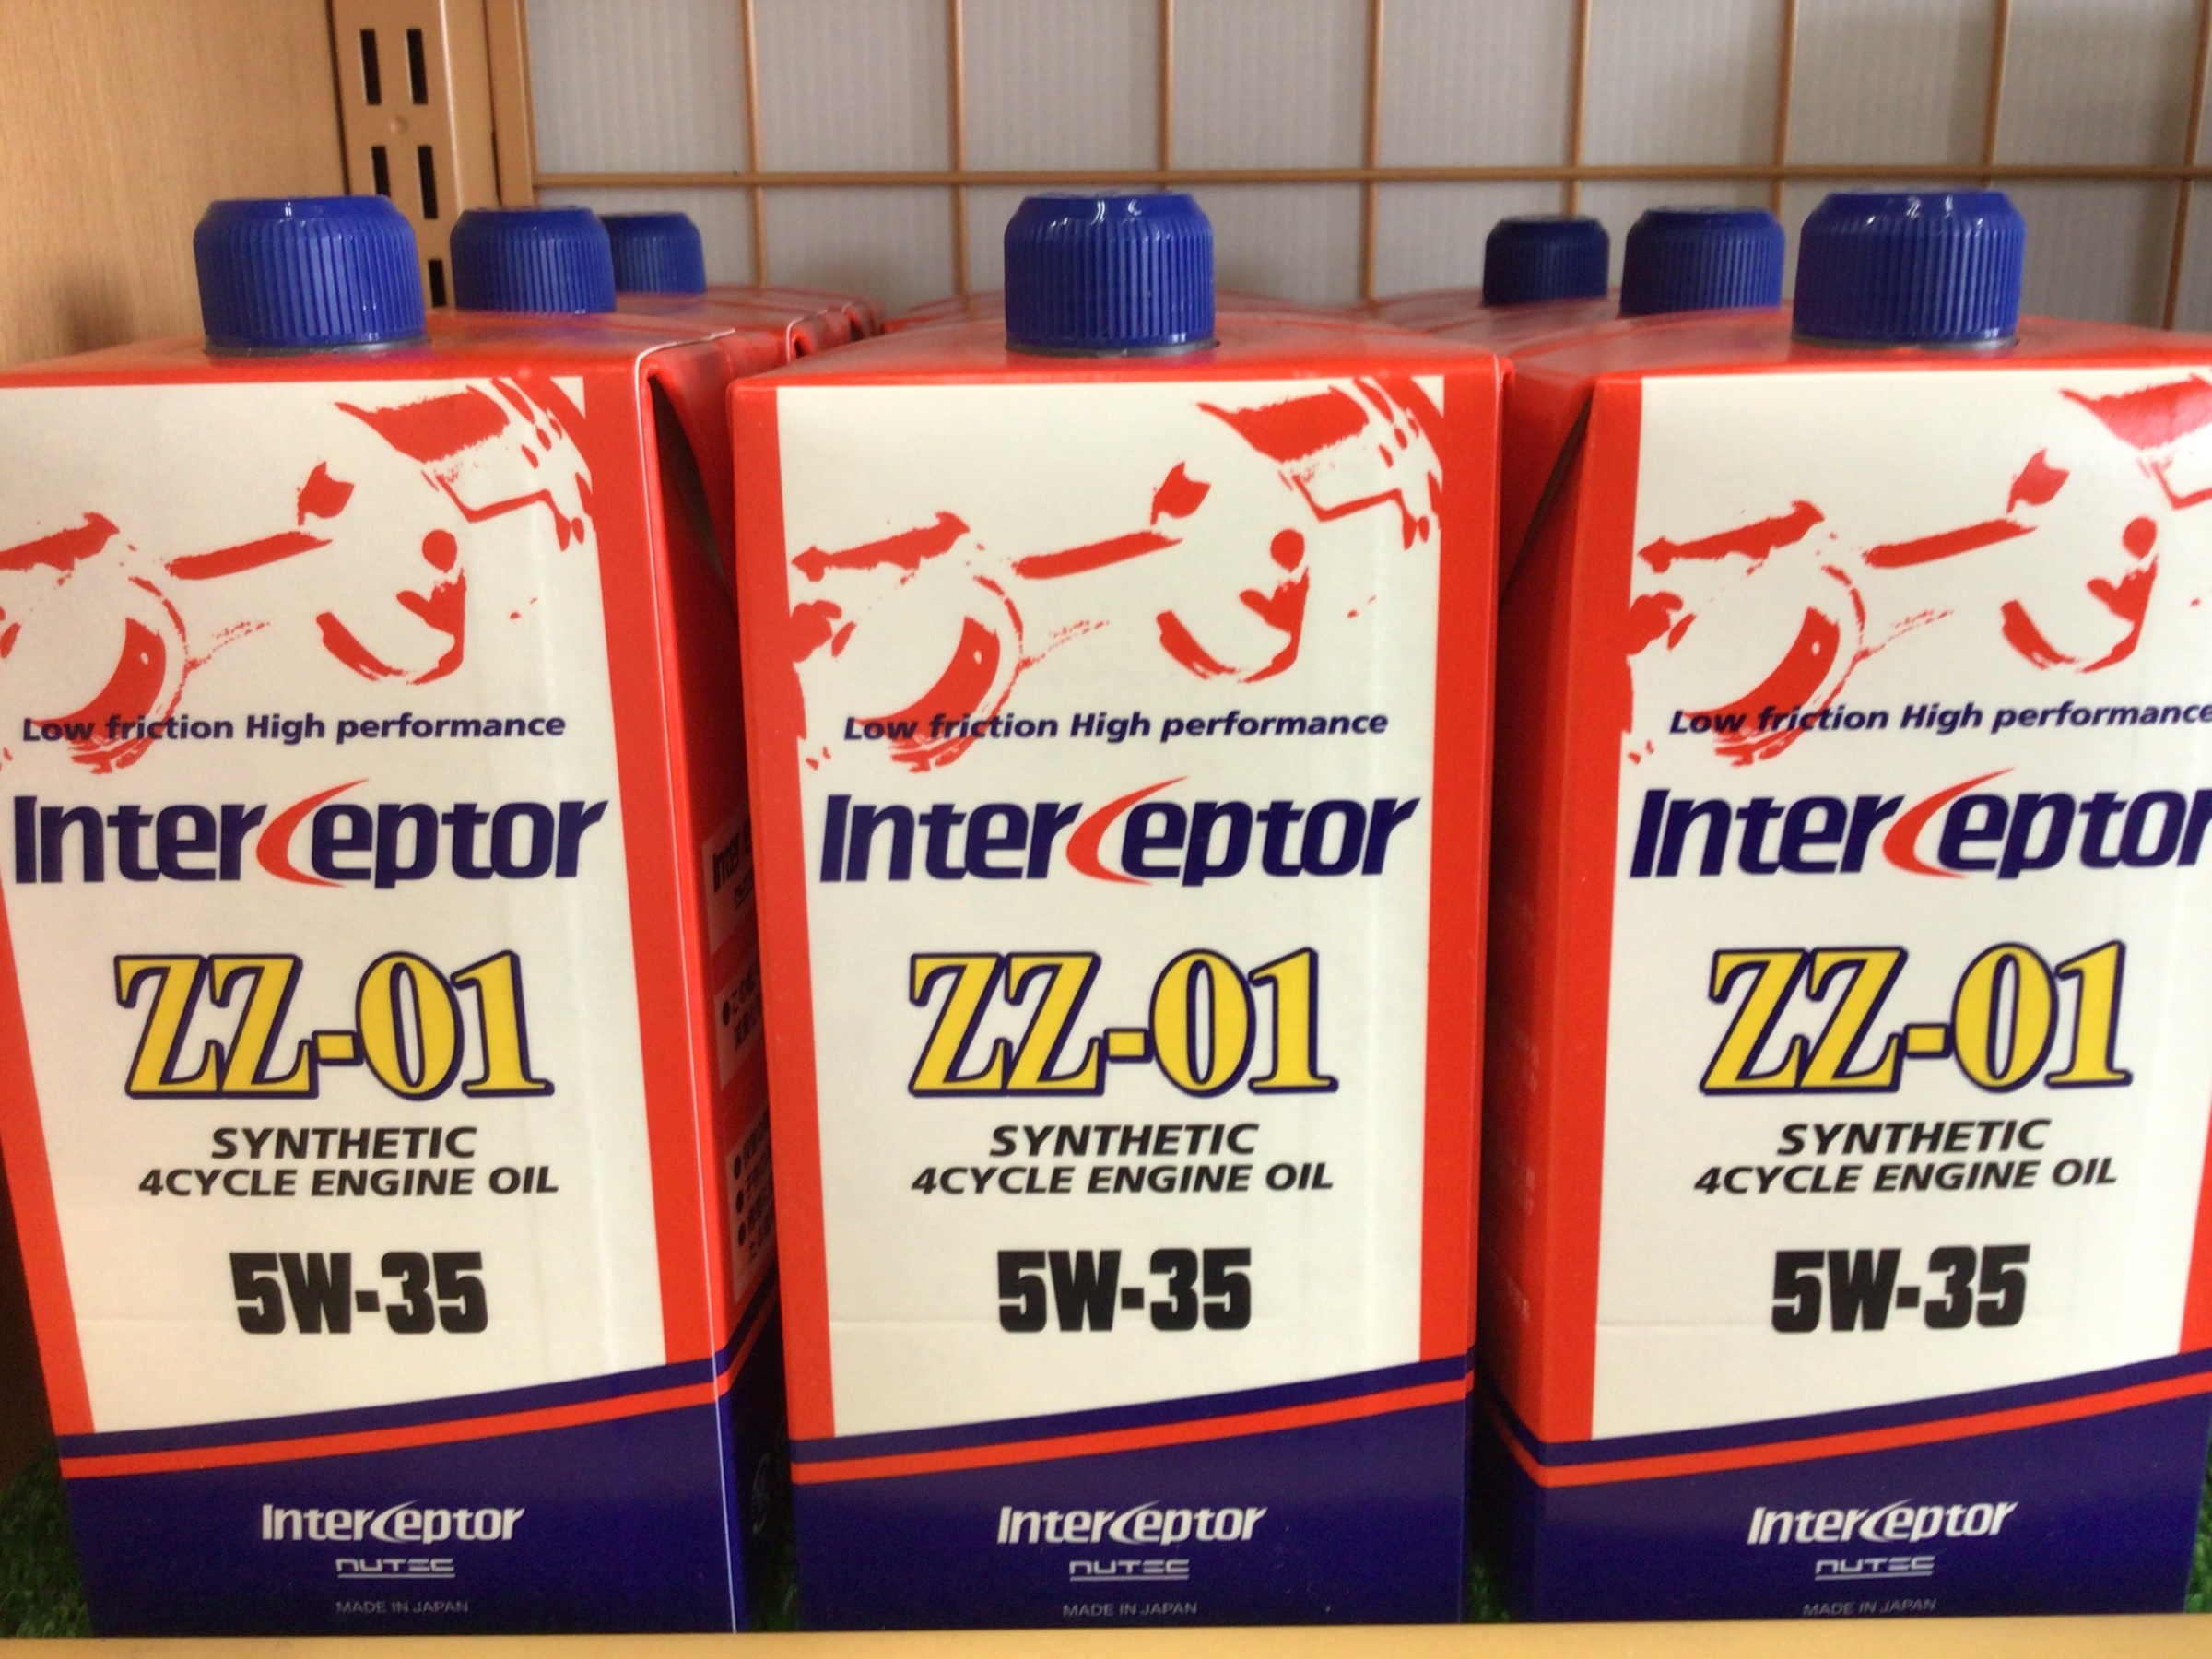 Low friction High performance
Interceptor
ZZ-01
SYNTHETIC
4CYCLE ENGINE OIL
5W-35
Interceptor
NUTEC
MADE IN JAPAN
Low friction High performance
Interceptor
ZZ-01
SYNTHETIC
4CYCLE ENGINE OIL
5W-35
Interceptor
NUTEC
MADE IN JAPAN
Low friction High performance
Interceptor
ZZ-01
SYNTHETIC
4CYCLE ENGINE OIL
5W-35
Interceptor
NUTEC
MADE IN JAPAN